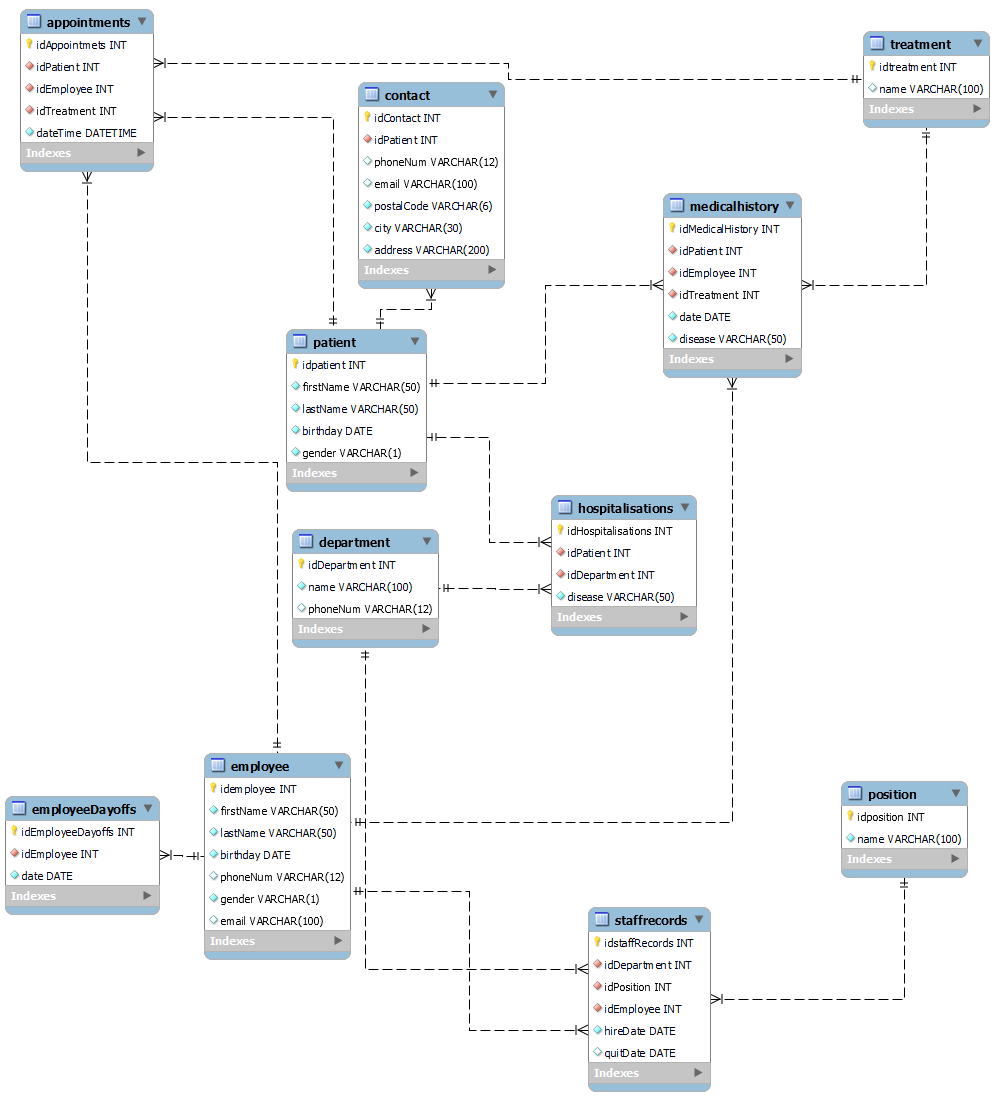 appointments
idAppointmets INT
idPatient INT
idEmployee INT
idTreatment INT
dateTime DATETIME
Indexes
treatment
idtreatment INT
name VARCHAR(100)
Indexes
contact
idContact INT
idPatient INT
phoneNum VARCHAR(12)
email VARCHAR(100)
postalCode VARCHAR(6)
city VARCHAR(30)
address VARCHAR(200)
Indexes
medicalhistory
idMedicalHistory INT
idPatient INT
idEmployee INT
idTreatment INT
date DATE
disease VARCHAR(50)
Indexes
patient
idpatient INT
firstName VARCHAR(50)
lastName VARCHAR(50)
birthday DATE
gender VARCHAR(1)
Indexes
hospitalisations
idHospitalisations INT
idPatient INT
idDepartment INT
disease VARCHAR(50)
Indexes
department
idDepartment INT
name VARCHAR(100)
phoneNum VARCHAR(12)
Indexes
employee
idemployee INT
firstName VARCHAR(50)
lastName VARCHAR(50)
birthday DATE
phoneNum VARCHAR(12)
gender VARCHAR(1)
email VARCHAR(100)
Indexes
employeeDayoffs
idEmployeeDayoffs INT
idEmployee INT
date DATE
Indexes
position
idposition INT
name VARCHAR(100)
Indexes
staffrecords
idstaffRecords INT
idDepartment INT
idPosition INT
idEmployee INT
hireDate DATE
quitDate DATE
Indexes